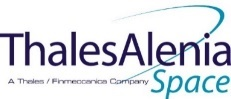 ThalesAlenia
A Thales / Finmeccanica Company Space